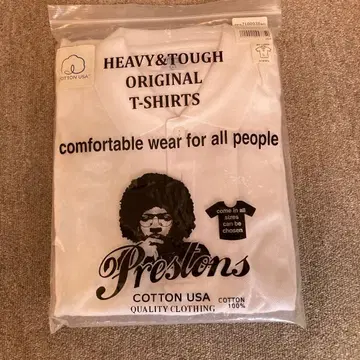 COTTON USA
HEAVY&TOUGH
ORIGINAL
T-SHIRTS
comfortable wear for all people
come in all
sizes
can be
chosen
Prestons
COTTON USA
COTTON
100%
QUALITY CLOTHING